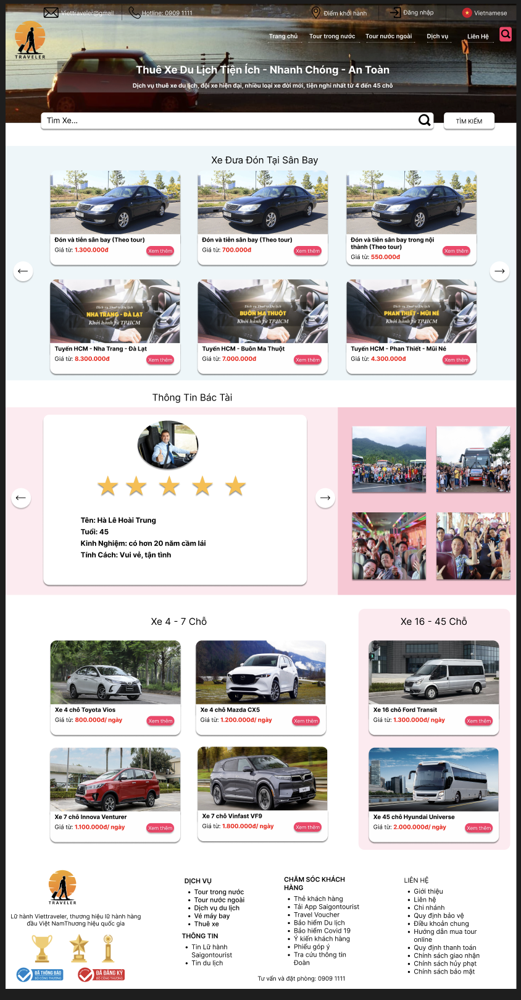 Viettraveler@gmail
Hotline: 0909 1111
Điểm khởi hành
Đăng nhập
Vietnamese
TRAVELER
Trang chủ
Tour trong nước
Tour nước ngoài
Dịch vụ
Liên Hệ
Thuê Xe Du Lịch Tiện Ích - Nhanh Chóng - An Toàn
Dịch vụ thuê xe du lịch, đội xe hiện đại, nhiều loại xe đời mới, tiện nghi nhất từ 4 đến 45 chỗ
Tìm Xe...
TÌM KIẾM
Xe Đưa Đón Tại Sân Bay
Đón và tiễn sân bay (Theo tour)
Giá từ: 1.300.000đ
Xem thêm
Đón và tiễn sân bay (Theo tour)
Giá từ: 700.000đ
Xem thêm
Đón và tiễn sân bay trong nội
thành (Theo tour)
Giá từ: 550.000đ
Xem thêm
Dịch vụ Thuê xe Du lịch
NHA TRANG - ĐÀ LẠT
Khởi hành từ TP.HCM
Tuyến HCM - Nha Trang - Đà Lạt
Giá từ: 8.300.000đ
Xem thêm
Dịch vụ Thuê xe Du lịch
BUÔN MA THUỘT
Khởi hành từ TP.HCM
Tuyến HCM - Buôn Ma Thuột
Giá từ: 7.000.000đ
Xem thêm
Dịch vụ Thuê xe Du lịch
PHAN THIẾT - MŨI NÉ
Khởi hành từ TP.HCM
Tuyến HCM - Phan Thiết - Mũi Né
Giá từ: 4.300.000đ
Xem thêm
Thông Tin Bác Tài
Tên: Hà Lê Hoài Trung
Tuổi: 45
Kinh Nghiệm: có hơn 20 năm cầm lái
Tính Cách: Vui vẻ, tận tình
Xe 4 - 7 Chỗ
Xe 4 chỗ Toyota Vios
Giá từ: 800.000đ/ ngày
Xem thêm
Xe 4 chỗ Mazda CX5
Giá từ: 1.200.000đ/ ngày
Xem thêm
Xe 7 chỗ Innova Venturer
Giá từ: 1.100.000đ/ ngày
Xem thêm
Xe 7 chỗ Vinfast VF9
Giá từ: 1.800.000đ/ ngày
Xem thêm
Xe 16 - 45 Chỗ
Xe 16 chỗ Ford Transit
Giá từ: 1.300.000đ/ ngày
Xem thêm
Xe 45 chỗ Hyundai Universe
Giá từ: 2.000.000đ/ ngày
Xem thêm
TRAVELER
Lữ hành Viettraveler, thương hiệu lữ hành hàng
đầu Việt NamThương hiệu quốc gia
ĐÃ THÔNG BÁO
BỘ CÔNG THƯƠNG
ĐÃ ĐĂNG KÝ
BỘ CÔNG THƯƠNG
DỊCH VỤ
Tour trong nước
Tour nước ngoài
Dịch vụ du lịch
Vé máy bay
Thuê xe
THÔNG TIN
Tin Lữ hành
Saigontourist
Tin du lịch
CHĂM SÓC KHÁCH
HÀNG
Thẻ khách hàng
Tải App Saigontourist
Travel Voucher
Bảo hiểm Du lịch
Bảo hiểm Covid 19
Ý kiến khách hàng
Phiếu góp ý
Tra cứu thông tin
Đoàn
LIÊN HỆ
Giới thiệu
Liên hệ
Chi nhánh
Quy định bảo vệ
Điều khoản chung
Hướng dẫn mua tour
online
Quy định thanh toán
Chính sách giao nhận
Chính sách hủy phạt
Chính sách bảo mật
Tư vấn và đặt phòng: 0909 1111